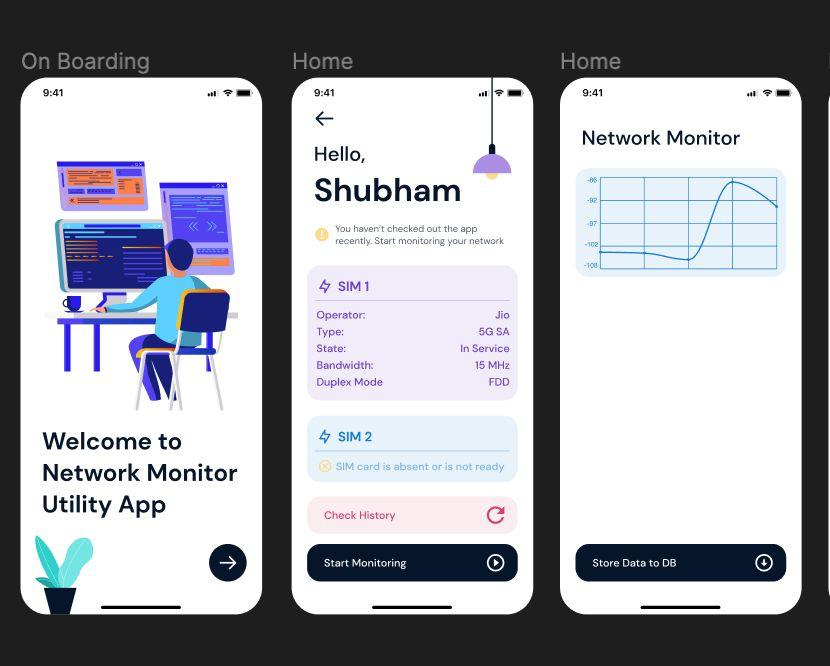 On Boarding
9:41
Welcome to
Network Monitor
Utility App
Home
9:41
Hello,
Shubham
You haven't checked out the app
recently. Start monitoring your network
SIM 1
Operator: Jio
Type: 5G SA
State: In Service
Bandwidth: 15 MHz
Duplex Mode FDD
SIM 2
SIM card is absent or is not ready
Check History
Start Monitoring
Home
9:41
Network Monitor
-86
-92
-97
-102
-108
Store Data to DB